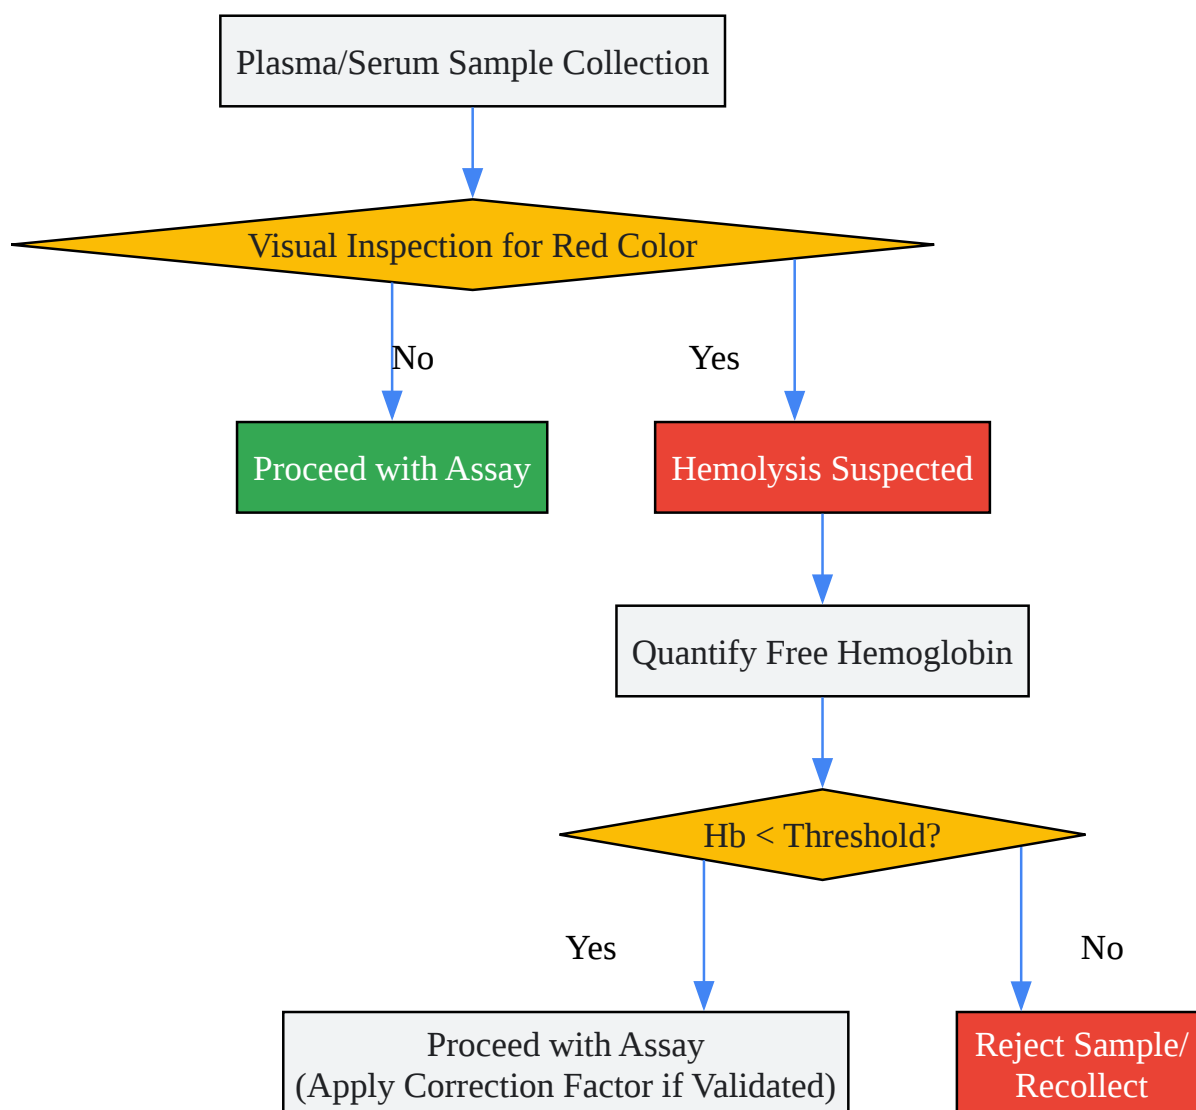 Plasma/Serum Sample Collection
Visual Inspection for Red Color
No
Yes
Proceed with Assay
Hemolysis Suspected
Quantify Free Hemoglobin
Hb < Threshold?
Yes
No
Proceed with Assay
(Apply Correction Factor if Validated)
Reject Sample/
Recollect